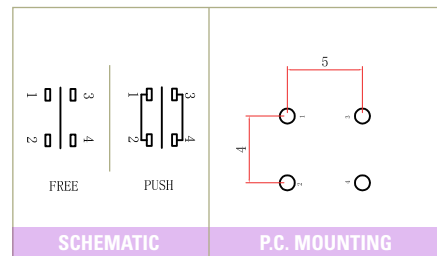 1 3 1 3
2 4 2 4
FREE PUSH
5
1 3
4
2 4
SCHEMATIC P.C. MOUNTING